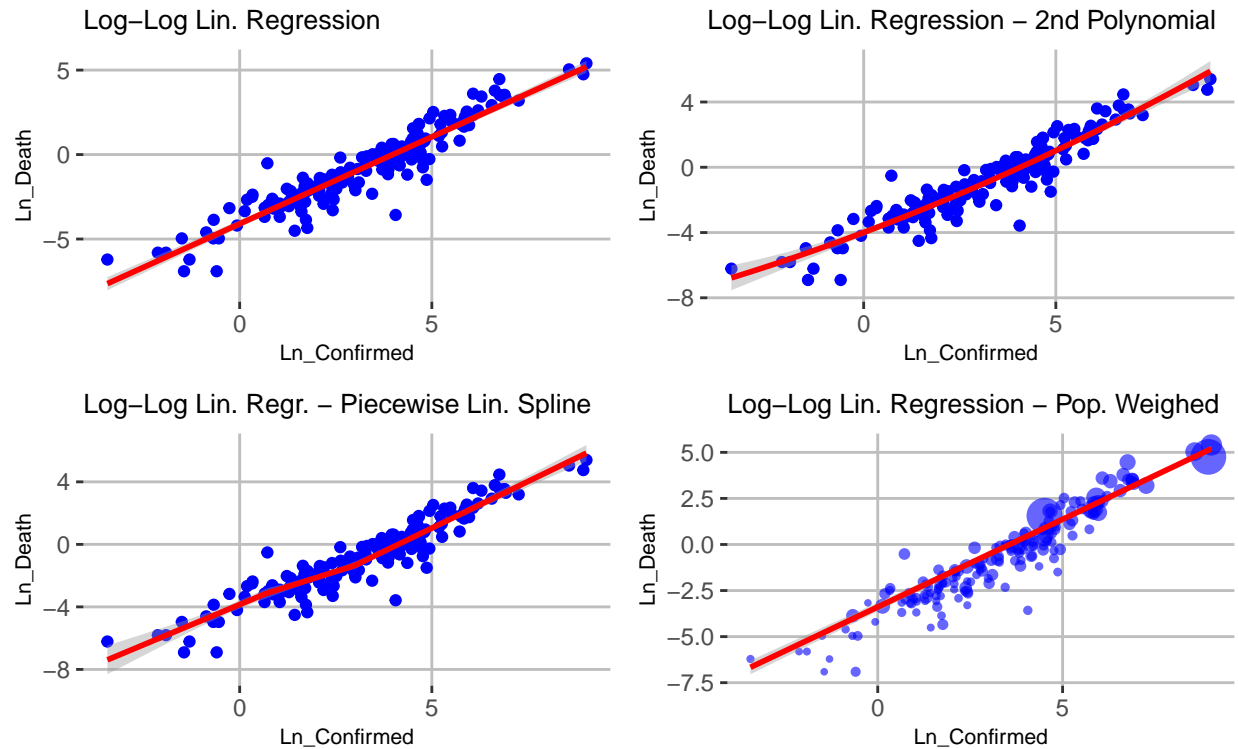 Log−Log Lin. Regression
5
0
−5
Ln_Death
0
5
Ln_Confirmed
Log−Log Lin. Regression − 2nd Polynomial
4
0
−4
−8
Ln_Death
0
5
Ln_Confirmed
Log−Log Lin. Regr. − Piecewise Lin. Spline
4
0
−4
−8
Ln_Death
0
5
Ln_Confirmed
Log−Log Lin. Regression − Pop. Weighed
5.0
2.5
0.0
−2.5
−5.0
−7.5
Ln_Death
0
5
Ln_Confirmed